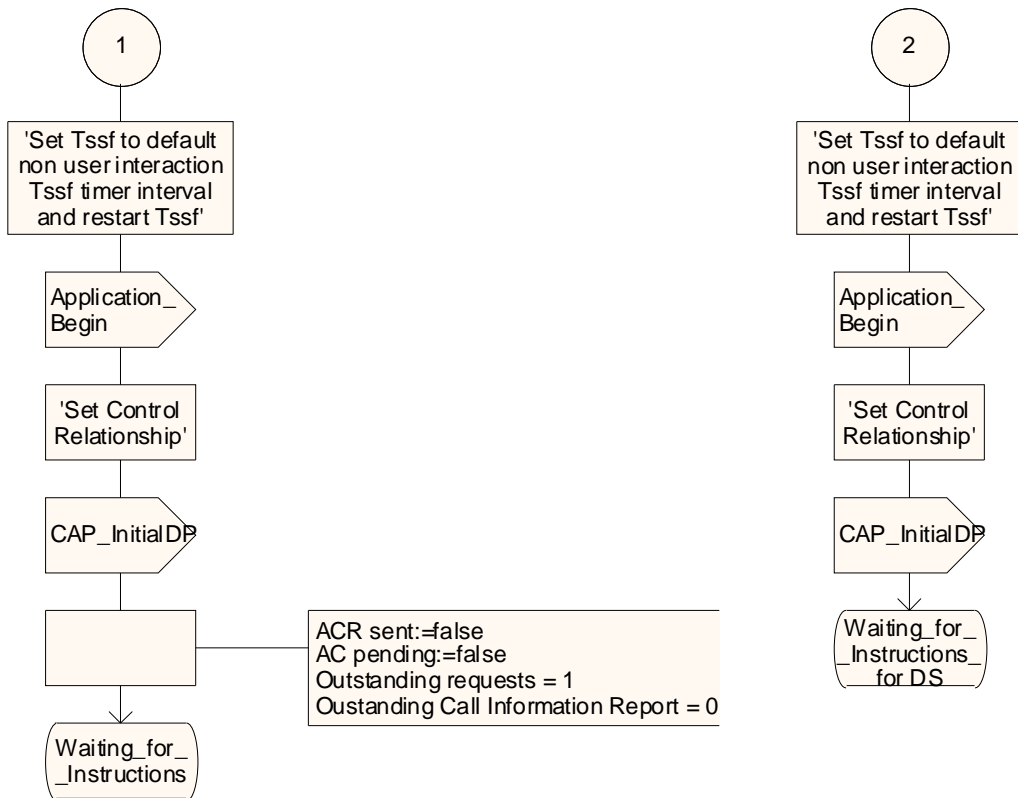 1
'Set Tssf to default
non user interaction
Tssf timer interval
and restart Tssf'
Application_
Begin
'Set Control
Relationship'
CAP_InitialDP
ACR sent:=false
AC pending:=false
Outstanding requests = 1
Oustanding Call Information Report = 0
Waiting_for_
_Instructions
2
'Set Tssf to default
non user interaction
Tssf timer interval
and restart Tssf'
Application_
Begin
'Set Control
Relationship'
CAP_InitialDP
Waiting_for_
_Instructions_
for DS